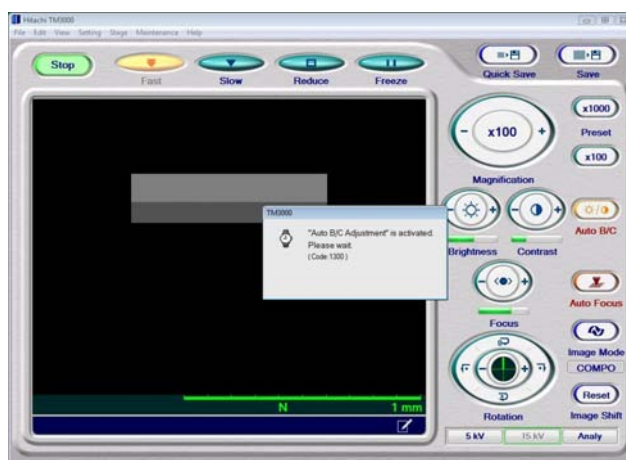 Hitachi TM3000
File Edit View Setting Stage Maintenance Help
Stop
Fast Slow Reduce Freeze
Quick Save Save
x1000
Preset
x100
x100
Magnification
TM3000
"Auto B/C Adjustment" is activated.
Please wait.
(Code:1300)
Auto B/C
Brightness Contrast
Auto Focus
Focus
Image Mode
COMPO
Reset
Rotation Image Shift
N 1 mm
5 kV 15 kV Analy